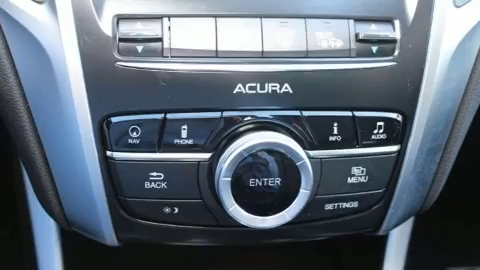 ACURA
NAV
PHONE
INFO
AUDIO
BACK
ENTER
MENU
SETTINGS